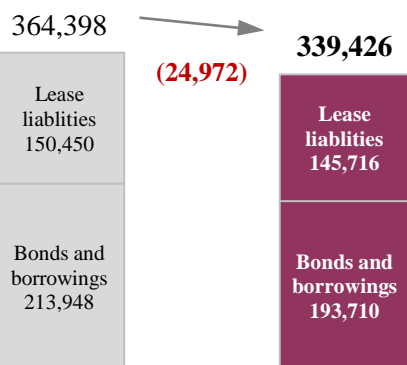 364,398
339,426
(24,972)
Lease
liablities
150,450
Lease
liablities
145,716
Bonds and
borrowings
213,948
Bonds and
borrowings
193,710